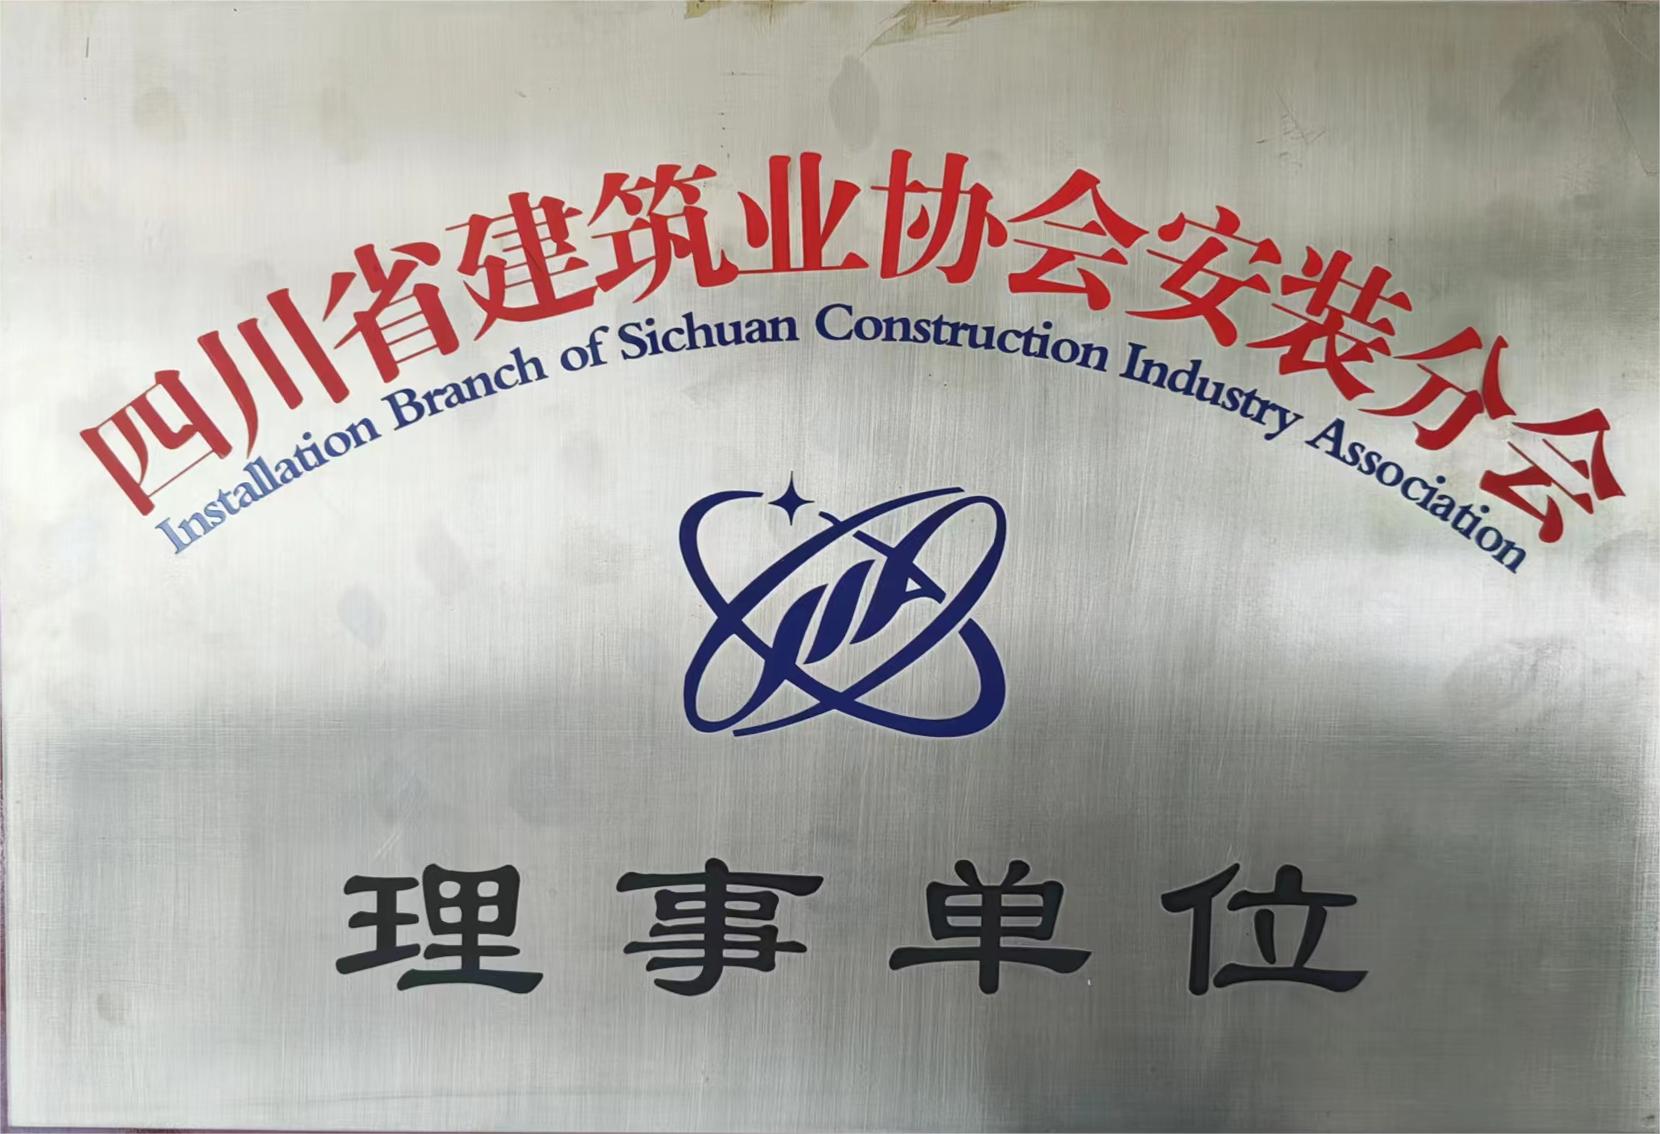 四川省建筑业协会安装分会
Installation Branch of Sichuan Construction Industry Association
理事单位